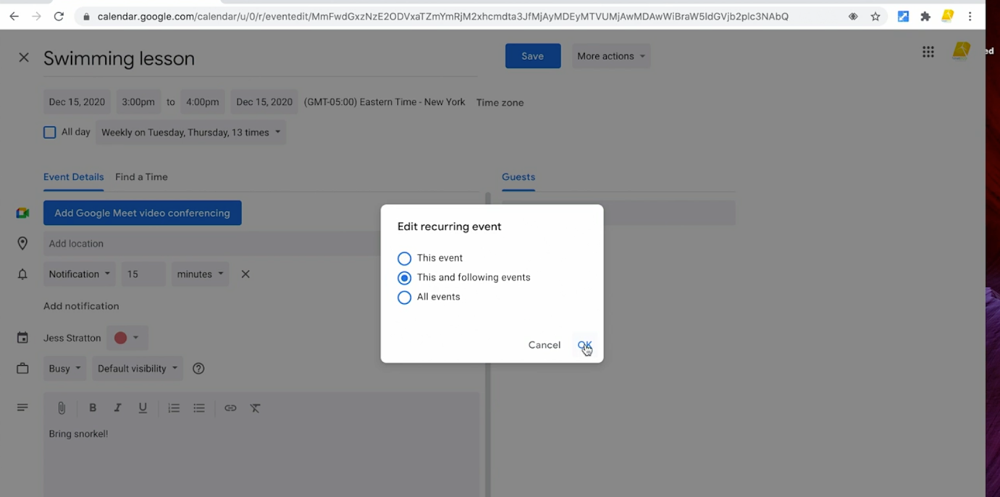 calendar.google.com/calendar/u/0/r/eventedit/MmFwdGxzNzE2ODVxaTZmYmRjM2xhcmdta3JfMjAyMDEyMTVUMjAwMDAwWiBraW5ldGVjb2plc3NAbQ
Swimming lesson
Save
More actions
ed
Dec 15, 2020 3:00pm to 4:00pm Dec 15, 2020 (GMT-05:00) Eastern Time - New York Time zone
All day Weekly on Tuesday, Thursday, 13 times
Event Details Find a Time
Guests
Add Google Meet video conferencing
Add location
Notification 15 minutes
Add notification
Jess Stratton
Busy Default visibility
B I U
Bring snorkel!
Edit recurring event
This event
This and following events
All events
Cancel OK